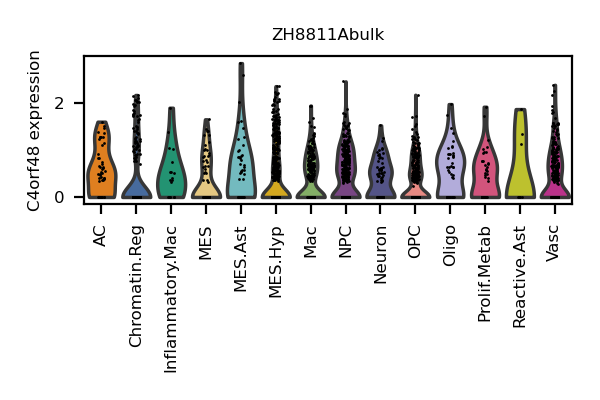 ZH8811Abulk
C4orf48 expression
2
0
AC
Chromatin.Reg
Inflammatory.Mac
MES
MES.Ast
MES.Hyp
Mac
NPC
Neuron
OPC
Oligo
Prolif.Metab
Reactive.Ast
Vasc